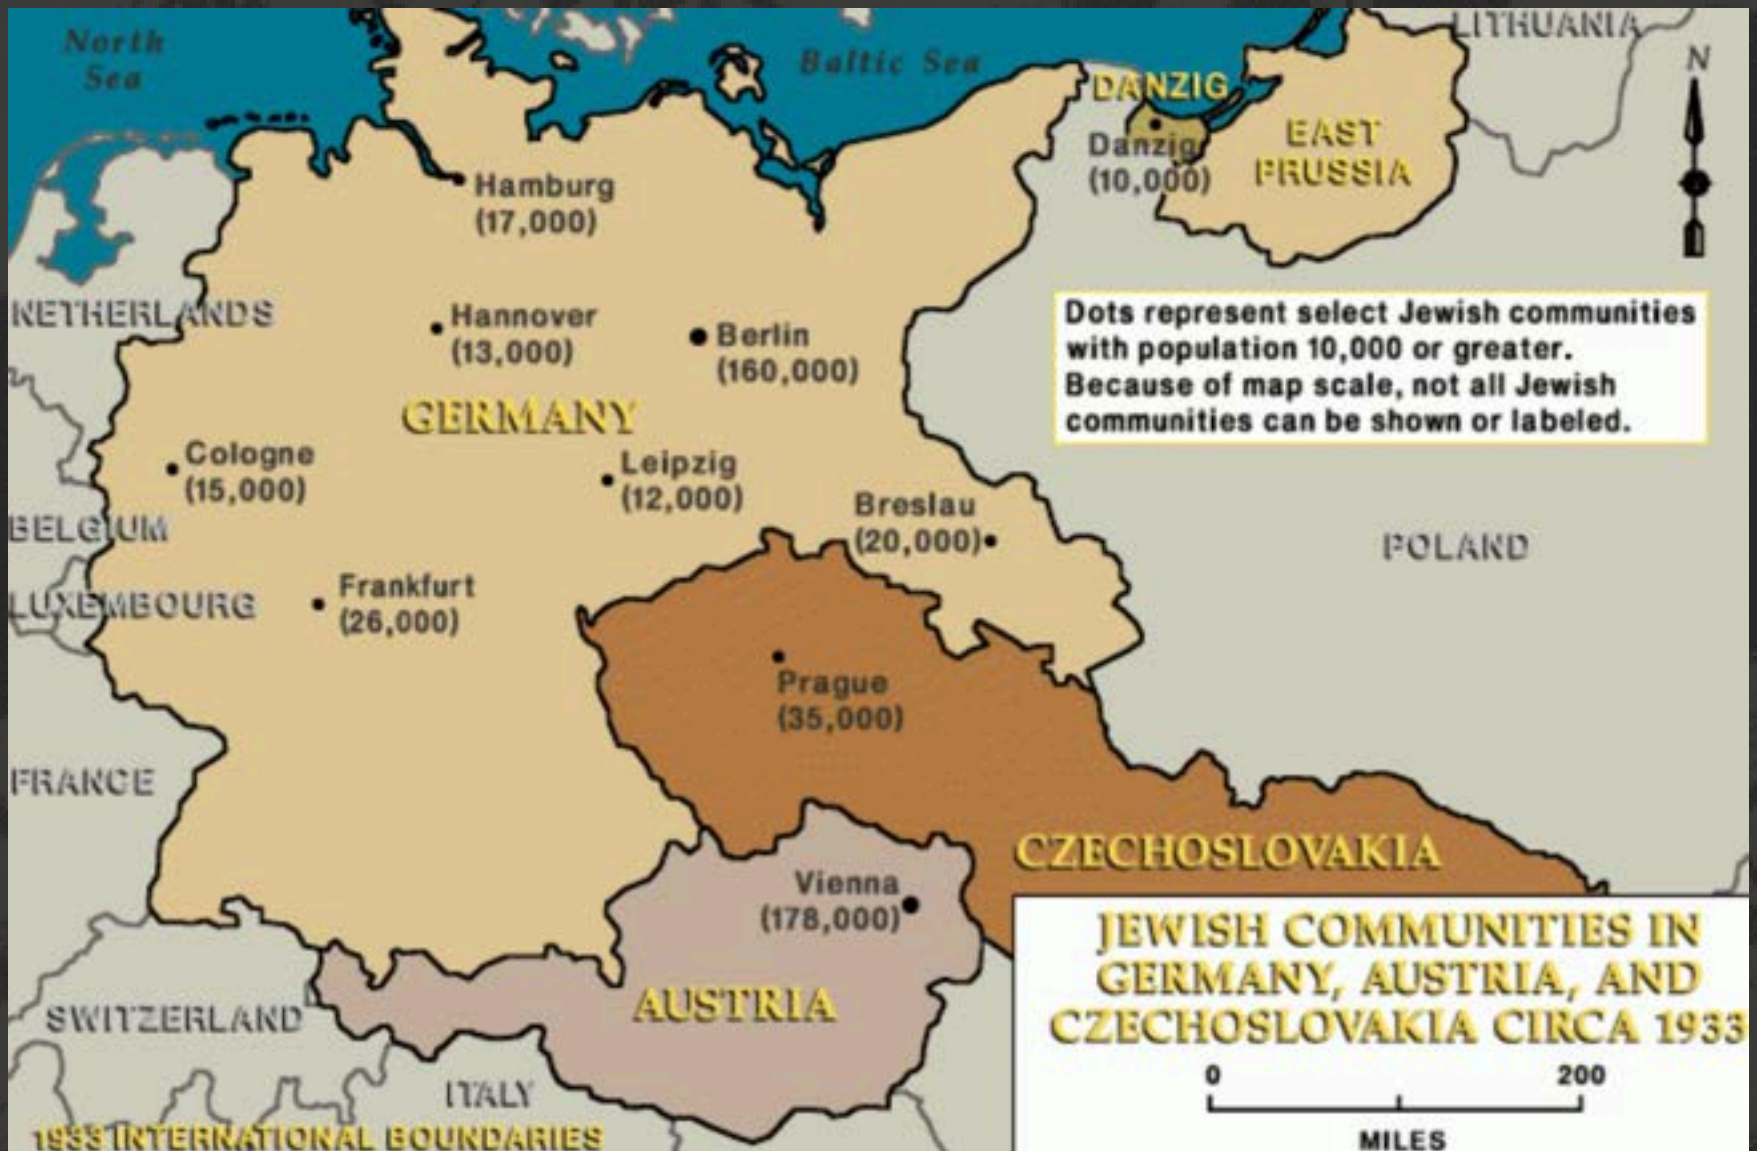 North
Sea
Baltic Sea
LITHUANIA
N
DANZIG
Danzig
(10,000)
EAST
PRUSSIA
Hamburg
(17,000)
NETHERLANDS
Hannover
(13,000)
Berlin
(160,000)
Dots represent select Jewish communities
with population 10,000 or greater.
Because of map scale, not all Jewish
communities can be shown or labeled.
GERMANY
Cologne
(15,000)
Leipzig
(12,000)
Breslau
(20,000)
BELGIUM
POLAND
LUXEMBOURG
Frankfurt
(26,000)
Prague
(35,000)
FRANCE
CZECHOSLOVAKIA
Vienna
(178,000)
AUSTRIA
SWITZERLAND
ITALY
JEWISH COMMUNITIES IN
GERMANY, AUSTRIA, AND
CZECHOSLOVAKIA CIRCA 1933
0 200
MILES
1933 INTERNATIONAL BOUNDARIES